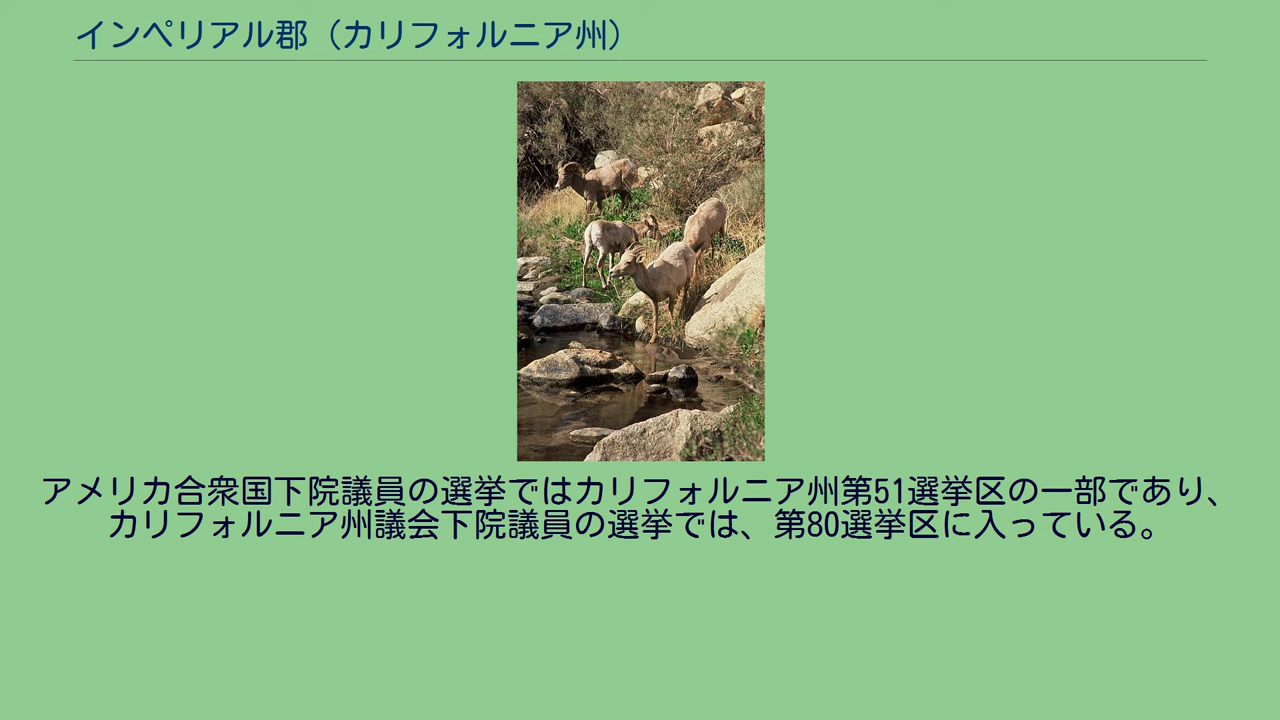 インペリアル郡（カリフォルニア州）
アメリカ合衆国下院議員の選挙ではカリフォルニア州第51選挙区の一部であり、
カリフォルニア州議会下院議員の選挙では、第80選挙区に入っている。